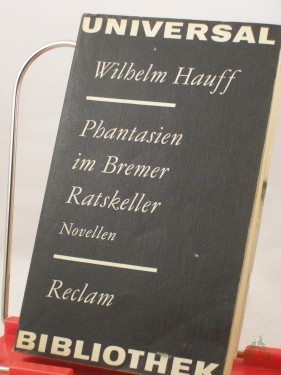 UNIVERSAL
Wilhelm Hauff
Phantasien
im Bremer
Ratskeller
Novellen
Reclam
BIBLIOTHEK